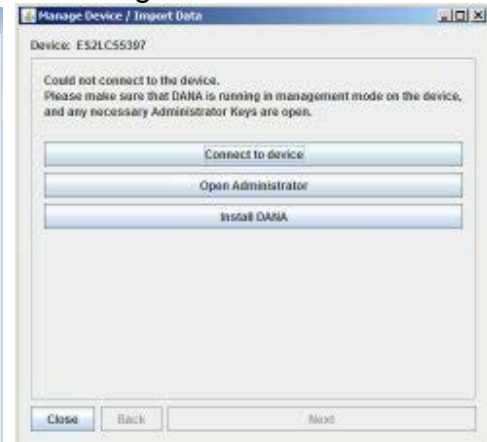 Manage Device / Import Data
Device: ES2LC55397
Could not connect to the device.
Please make sure that DANA is running in management mode on the device,
and any necessary Administrator Keys are open.
Connect to device
Open Administrator
Install DANA
Close Back Next